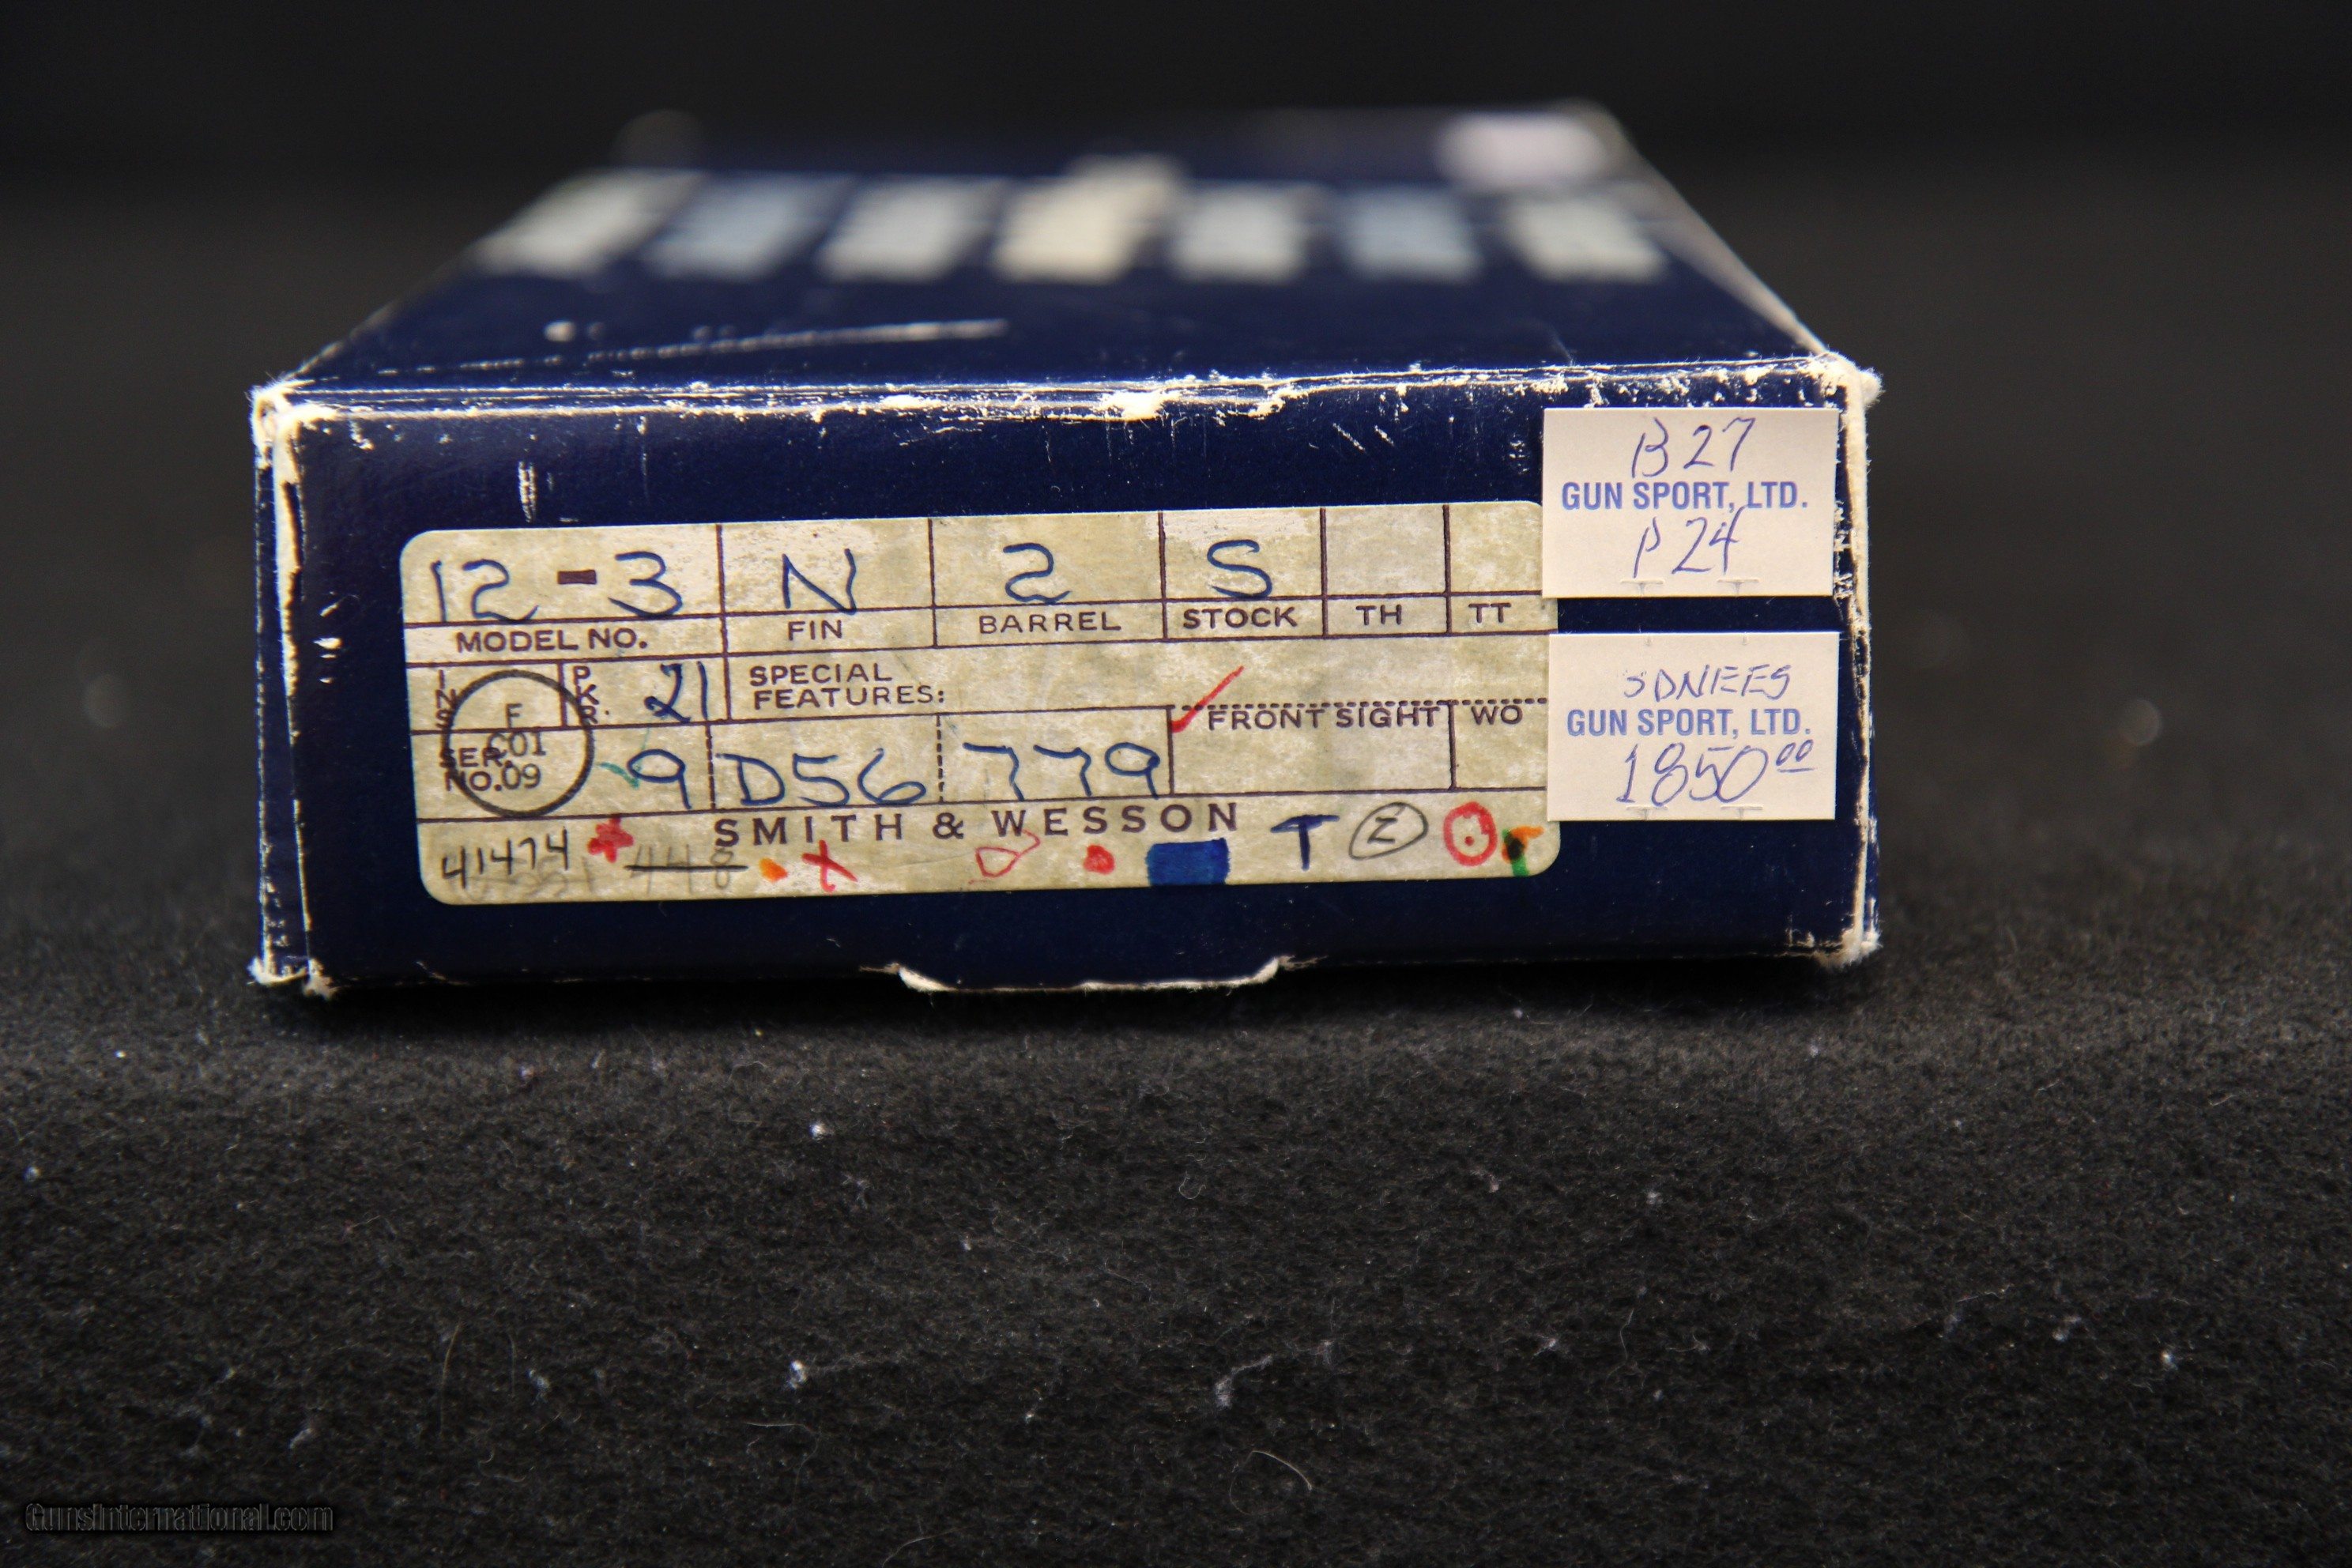 B27
GUN SPORT, LTD.
P24
12-3 N 2 S
MODEL NO. FIN BARREL STOCK TH TT
INS PKR. 21 SPECIAL
FEATURES:
F
C01
09
FRONT SIGHT WO
SER.
NO. 9 D56 779
SMITH & WESSON
41474 T Z
SDNEES
GUN SPORT, LTD.
1850.00
GunsInternational.com